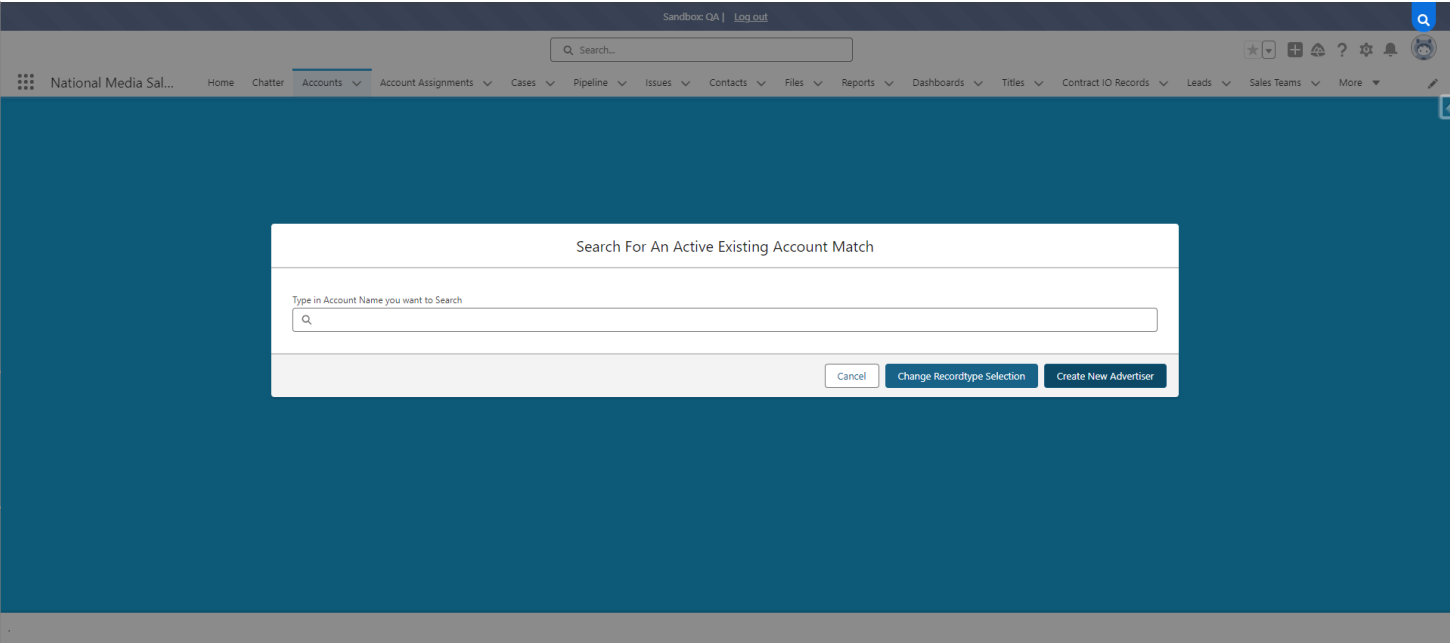 Sandbox: QA | Log out
Search...
National Media Sal... Home Chatter Accounts Account Assignments Cases Pipeline Issues Contacts Files Reports Dashboards Titles Contract IO Records Leads Sales Teams More
Search For An Active Existing Account Match
Type in Account Name you want to Search
Cancel Change Recordtype Selection Create New Advertiser